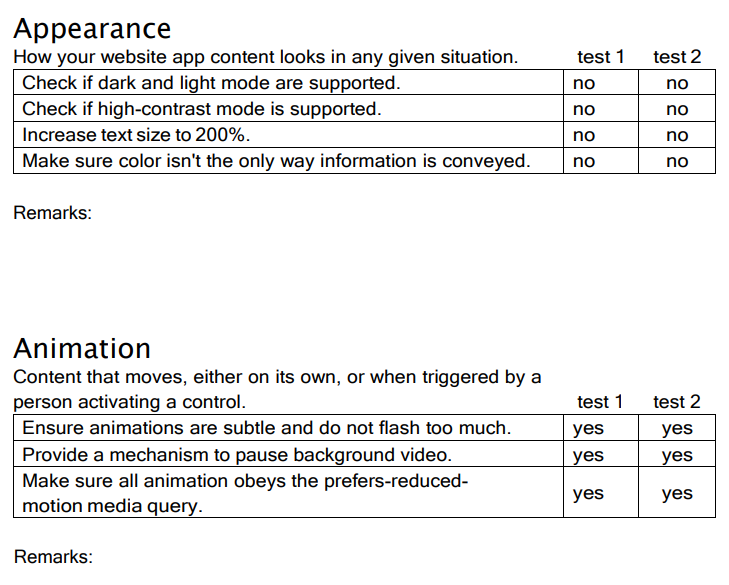 Appearance
How your website app content looks in any given situation. test 1 test 2
Check if dark and light mode are supported. no no
Check if high-contrast mode is supported. no no
Increase text size to 200%. no no
Make sure color isn't the only way information is conveyed. no no
Remarks:
Animation
Content that moves, either on its own, or when triggered by a
person activating a control. test 1 test 2
Ensure animations are subtle and do not flash too much. yes yes
Provide a mechanism to pause background video. yes yes
Make sure all animation obeys the prefers-reduced-
motion media query. yes yes
Remarks: